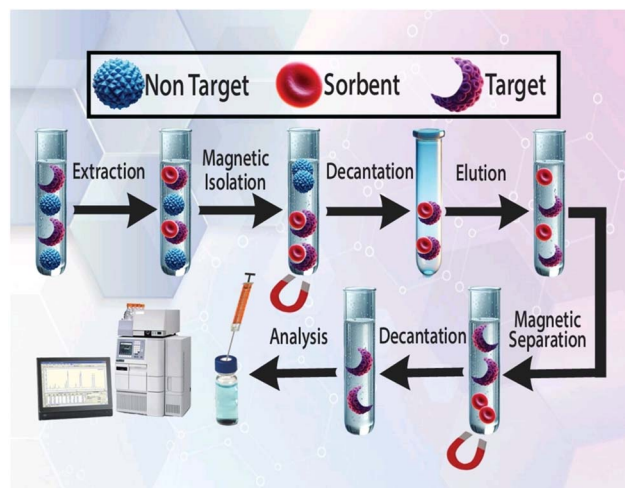 Non Target
Sorbent
Target
Extraction
Magnetic
Isolation
Decantation
Elution
Magnetic
Separation
Decantation
Analysis